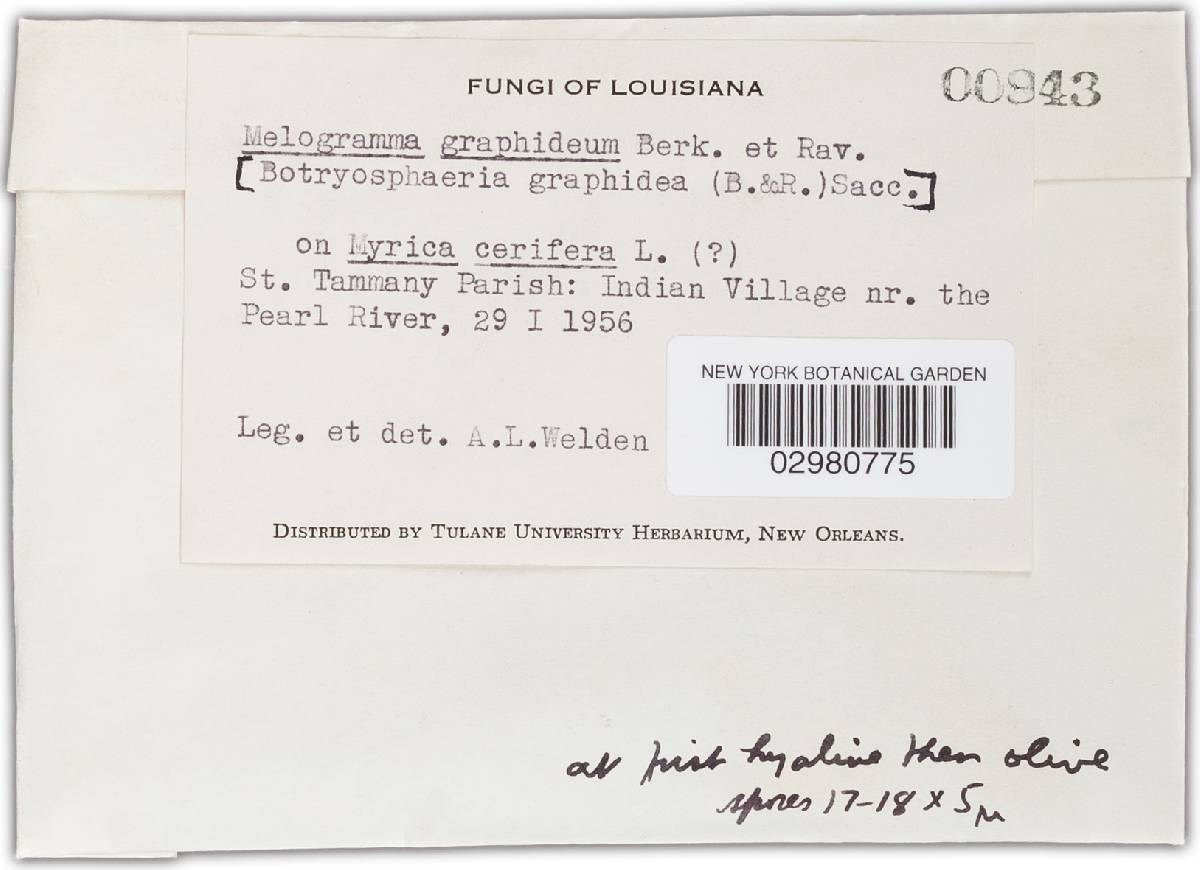 FUNGI OF LOUISIANA
00943
Melogramma graphideum Berk. et Rav.
[Botryosphaeria graphidea (B.&R.)Sacc.]
on Myrica cerifera L. (?)
St. Tammany Parish: Indian Village nr. the
Pearl River, 29 I 1956
NEW YORK BOTANICAL GARDEN
02980775
Leg. et det. A.L.Welden
DISTRIBUTED BY TULANE UNIVERSITY HERBARIUM, NEW ORLEANS.
at first hyaline then olive
spores 17-18 x 5 μ